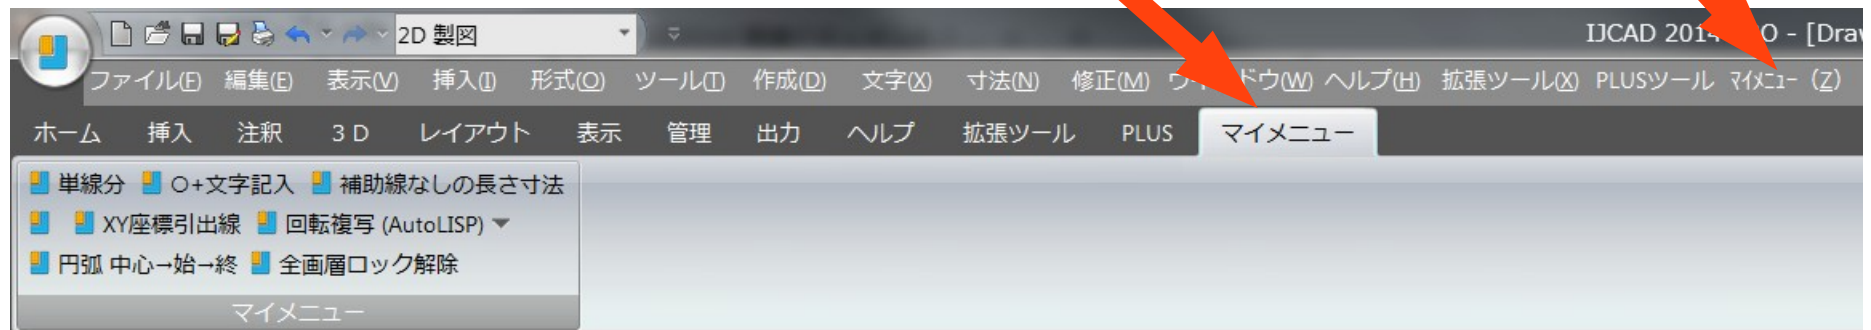 2D 製図 IJCAD 2014 O - [Draw
ファイル(F) 編集(E) 表示(V) 挿入(I) 形式(O) ツール(T) 作成(D) 文字(X) 寸法(N) 修正(M) ドウ(W) ヘルプ(H) 拡張ツール(X) PLUSツール ﾏｲﾒﾆｭｰ (Z)
ホーム 挿入 注釈 3 D レイアウト 表示 管理 出力 ヘルプ 拡張ツール PLUS マイメニュー
単線分 ○+文字記入 補助線なしの長さ寸法
XY座標引出線 回転複写 (AutoLISP)
円弧 中心→始→終 全画層ロック解除
マイメニュー